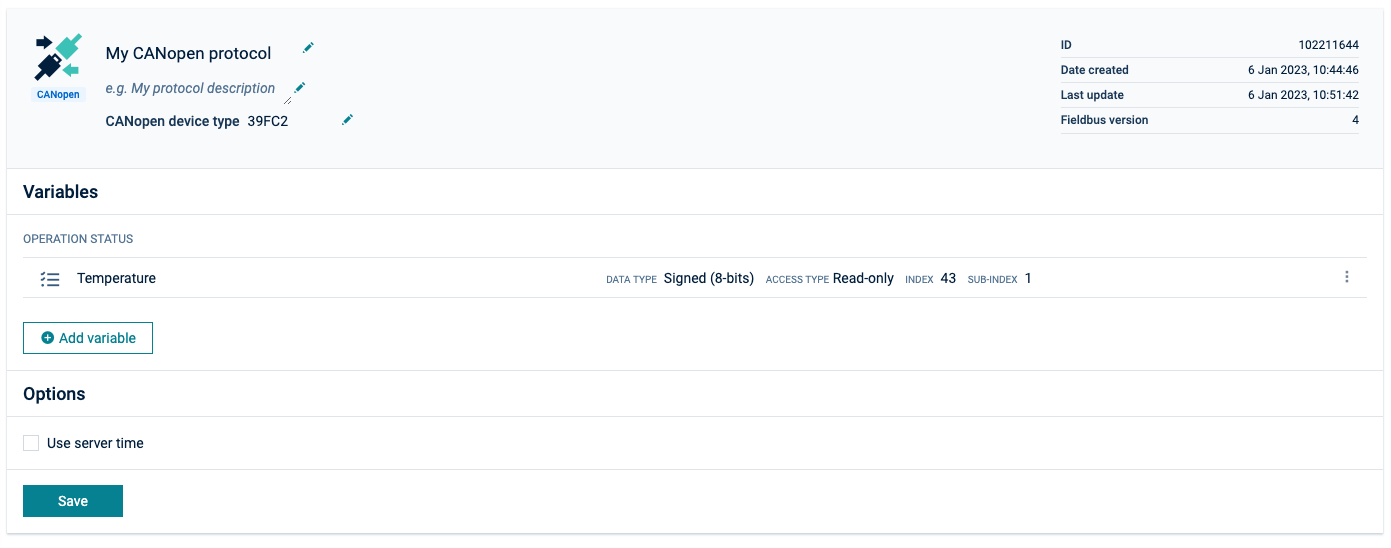 My CANopen protocol
CANopen
e.g. My protocol description
CANopen device type 39FC2
ID 102211644
Date created 6 Jan 2023, 10:44:46
Last update 6 Jan 2023, 10:51:42
Fieldbus version 4
Variables
OPERATION STATUS
Temperature DATA TYPE Signed (8-bits) ACCESS TYPE Read-only INDEX 43 SUB-INDEX 1
Add variable
Options
Use server time
Save